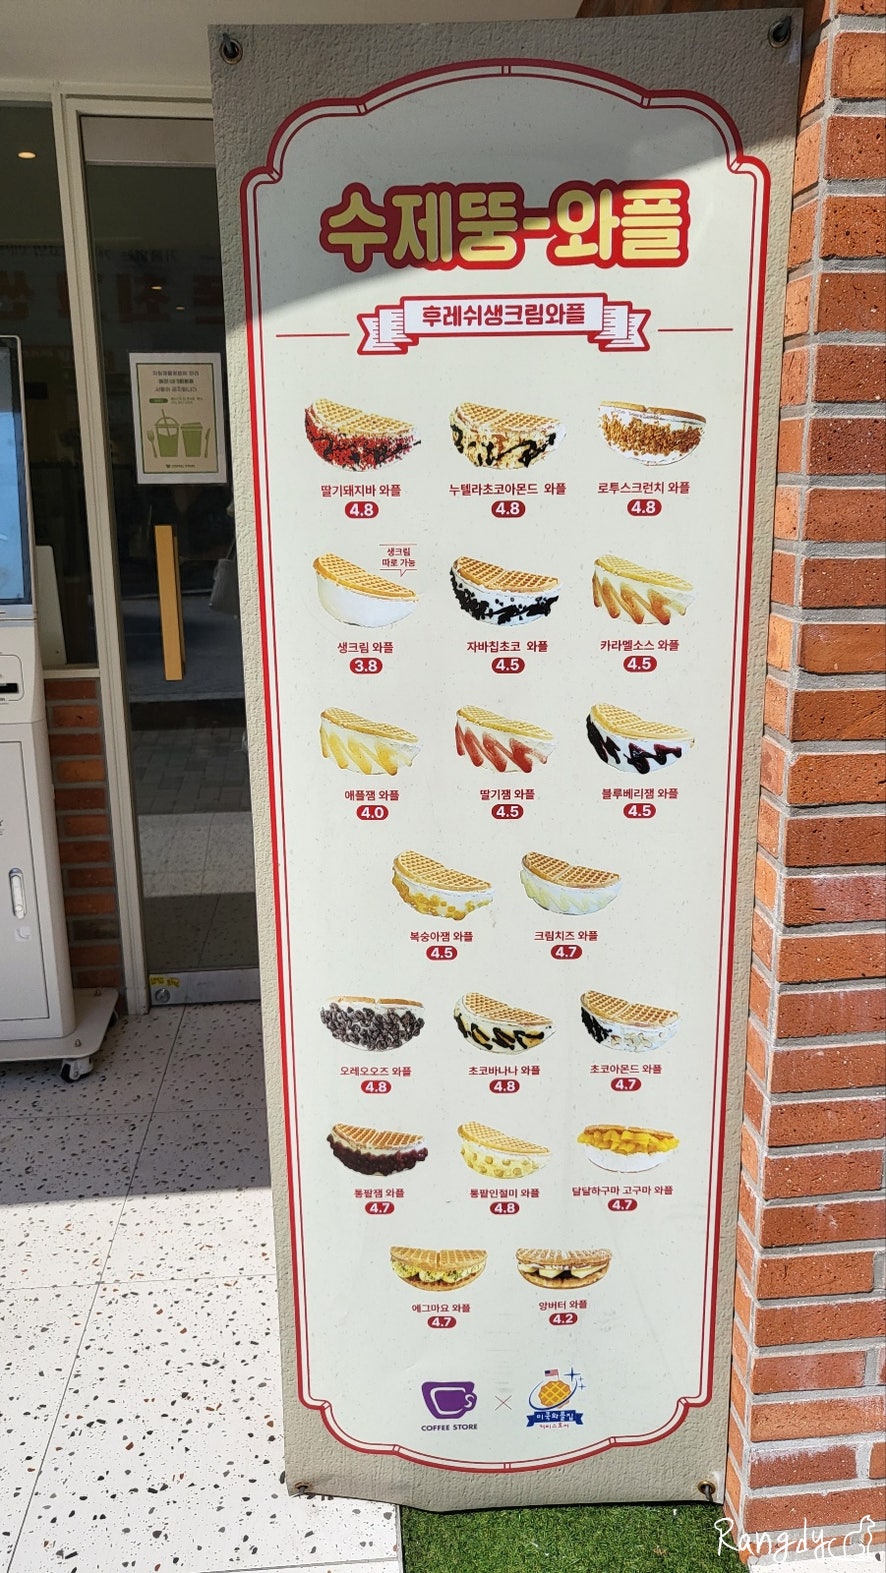 수제뚱-와플
후레쉬생크림와플
딸기돼지바 와플
4.8
누텔라초코아몬드 와플
4.8
로투스크런치 와플
4.8
생크림
따로 가능
생크림 와플
3.8
자바칩초코 와플
4.5
카라멜소스 와플
4.5
애플잼 와플
4.0
딸기잼 와플
4.5
블루베리잼 와플
4.5
복숭아잼 와플
4.5
크림치즈 와플
4.7
오레오오즈 와플
4.8
초코바나나 와플
4.8
초코아몬드 와플
4.7
통팥잼 와플
4.7
통팥인절미 와플
4.8
달달하구마 고구마 와플
4.7
에그마요 와플
4.7
앙버터 와플
4.2
COFFEE STORE
미국와플집
COFFEE STORE
Rangdy